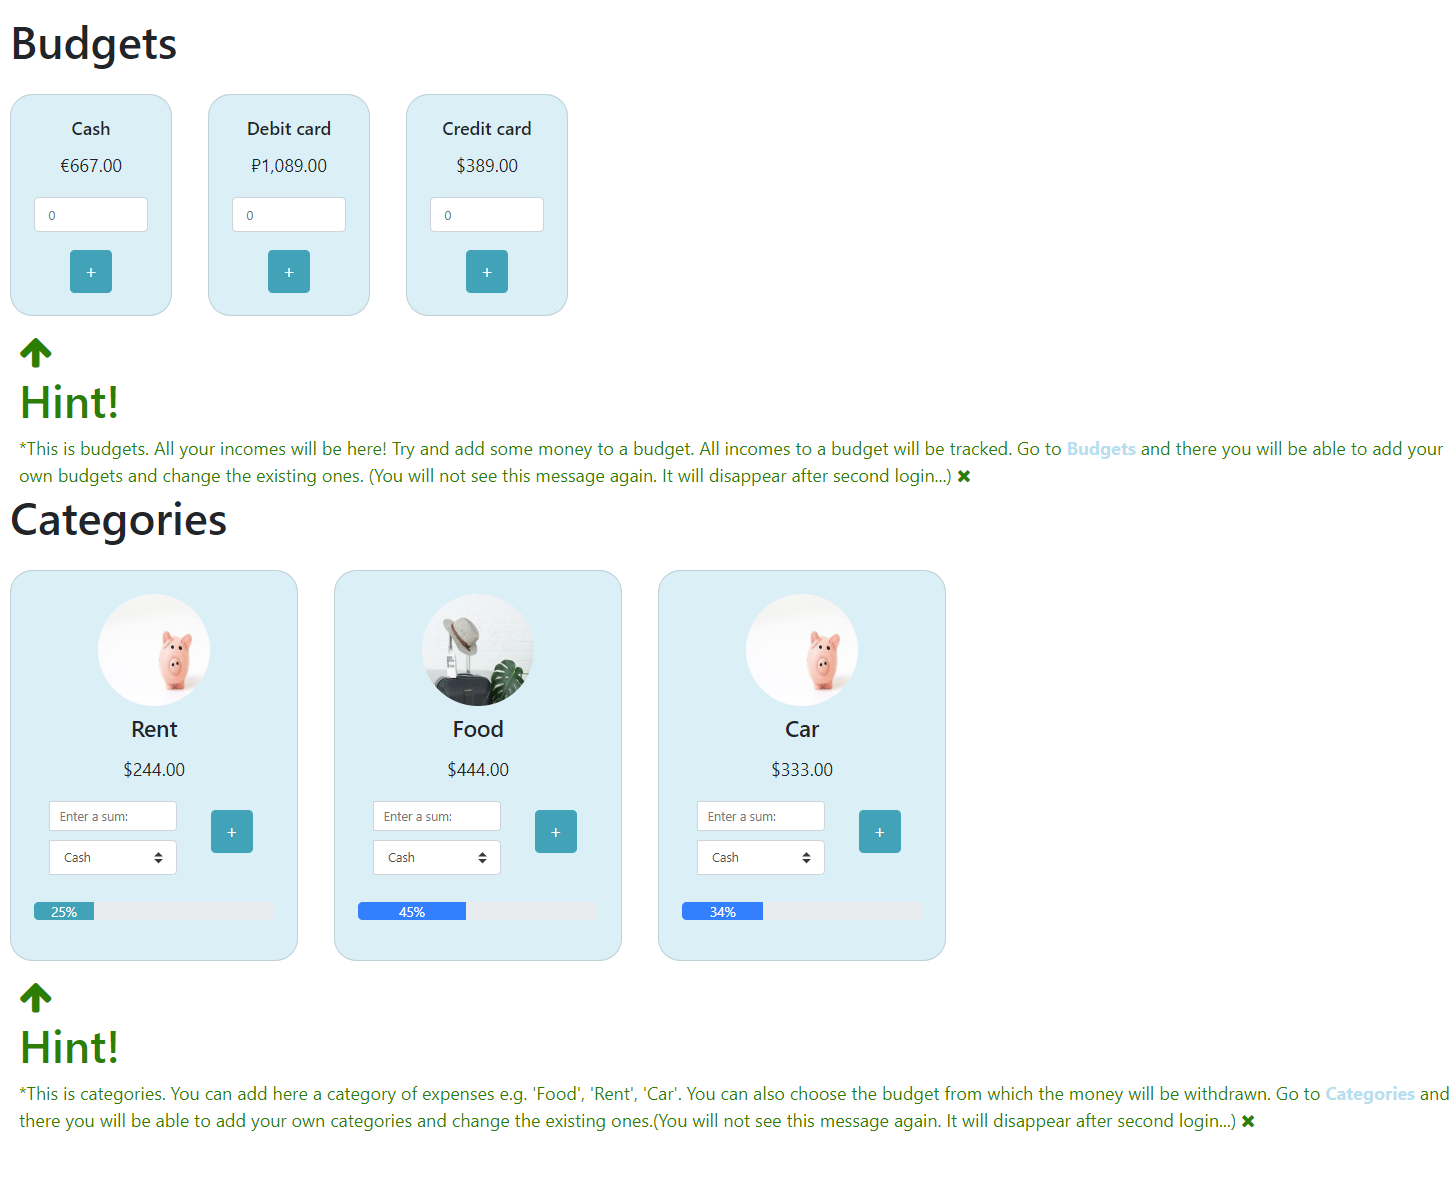 Budgets
Cash Debit card Credit card
€667.00 ₽1,089.00 $389.00
0 0 0
+ + +
Hint!
*This is budgets. All your incomes will be here! Try and add some money to a budget. All incomes to a budget will be tracked. Go to Budgets and there you will be able to add your
own budgets and change the existing ones. (You will not see this message again. It will disappear after second login...)
Categories
Rent Food Car
$244.00 $444.00 $333.00
Enter a sum: Enter a sum: Enter a sum:
+ + +
Cash Cash Cash
25% 45% 34%
Hint!
*This is categories. You can add here a category of expenses e.g. 'Food', 'Rent', 'Car'. You can also choose the budget from which the money will be withdrawn. Go to Categories and
there you will be able to add your own categories and change the existing ones.(You will not see this message again. It will disappear after second login...)